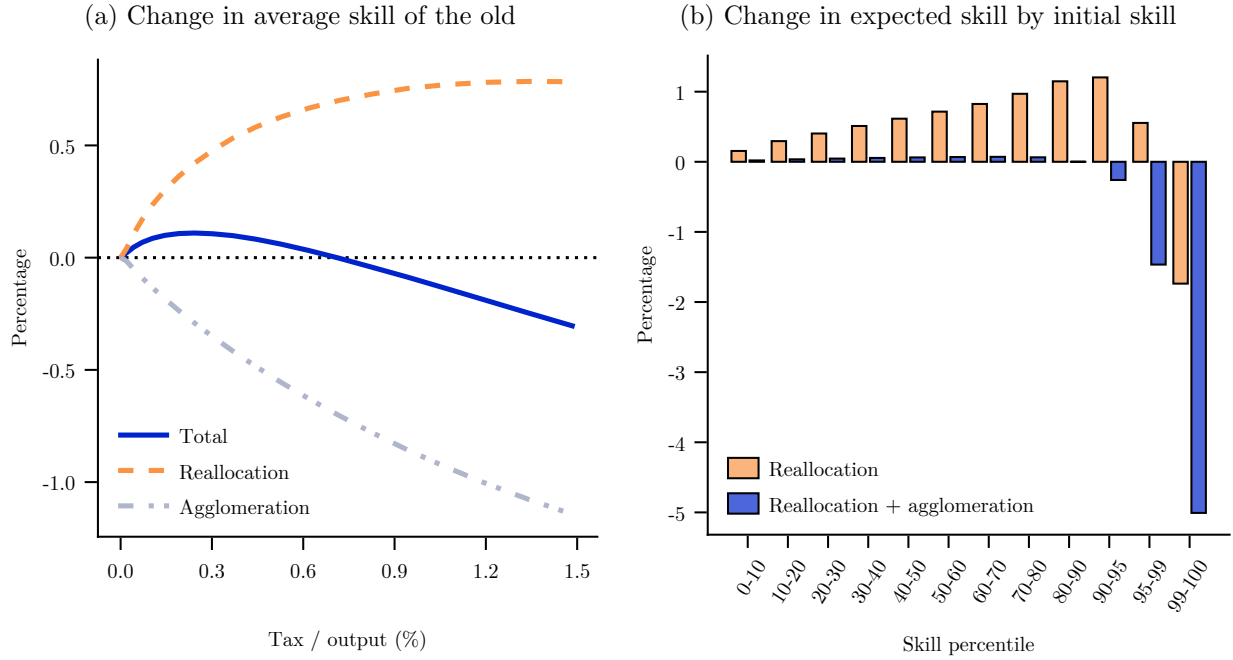 (a) Change in average skill of the old
Percentage
0.5
0.0
-0.5
-1.0
Total
Reallocation
Agglomeration
0.0
0.3
0.6
0.9
1.2
1.5
Tax / output (%)
(b) Change in expected skill by initial skill
Percentage
1
0
-1
-2
-3
-4
-5
Reallocation
Reallocation + agglomeration
0-10
10-20
20-30
30-40
40-50
50-60
60-70
70-80
80-90
90-95
95-99
99-100
Skill percentile